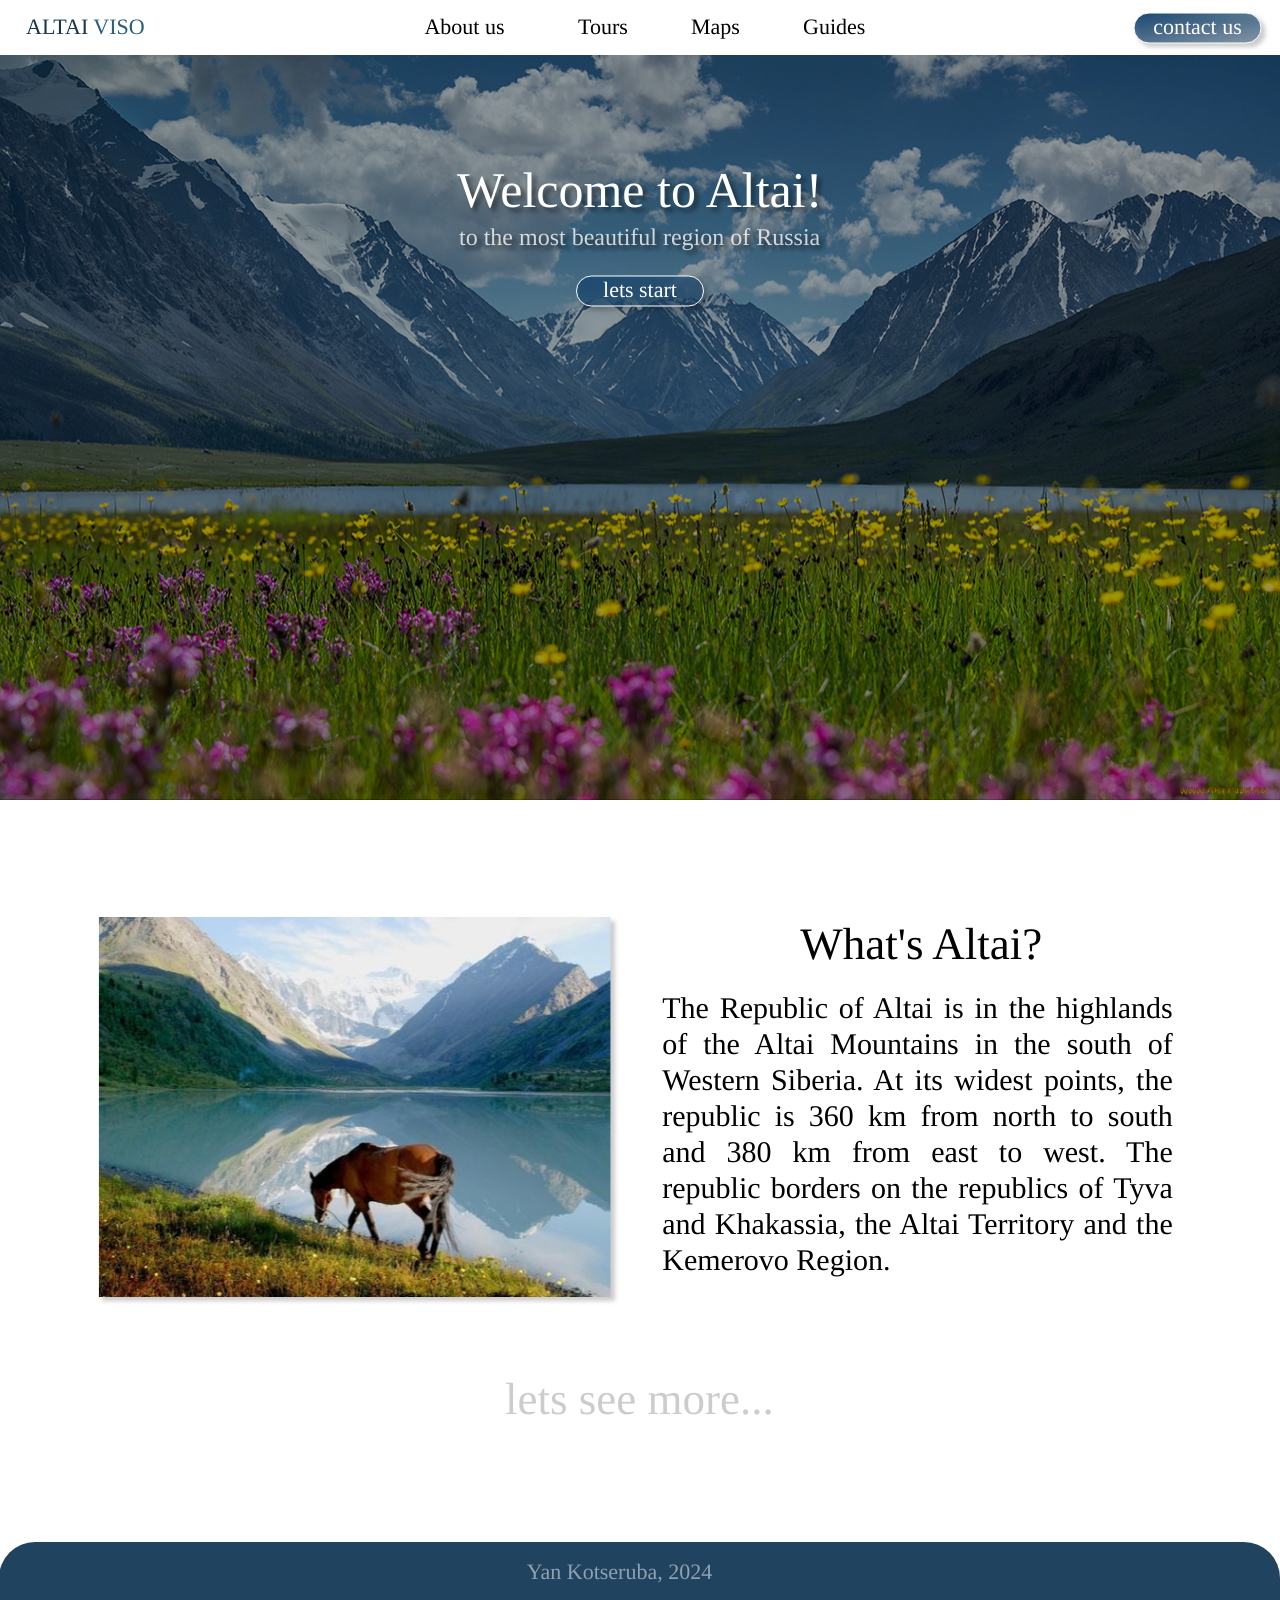 ALTAI VISO
About us
Tours
Maps
Guides
contact us
Welcome to Altai!
to the most beautiful region of Russia
lets start
What's Altai?
The Republic of Altai is in the highlands
of the Altai Mountains in the south of
Western Siberia. At its widest points, the
republic is 360 km from north to south
and 380 km from east to west. The
republic borders on the republics of Tyva
and Khakassia, the Altai Territory and the
Kemerovo Region.
lets see more...
Yan Kotseruba, 2024